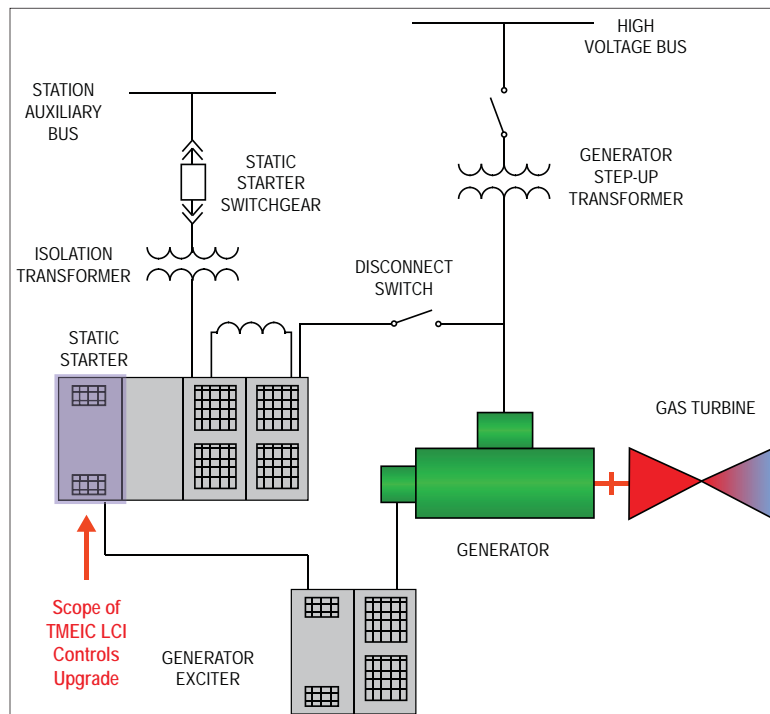 HIGH
VOLTAGE BUS
STATION
AUXILIARY
BUS
STATIC
STARTER
SWITCHGEAR
GENERATOR
STEP-UP
TRANSFORMER
ISOLATION
TRANSFORMER
DISCONNECT
SWITCH
STATIC
STARTER
GAS TURBINE
GENERATOR
Scope of
TMEIC LCI
Controls
Upgrade
GENERATOR
EXCITER